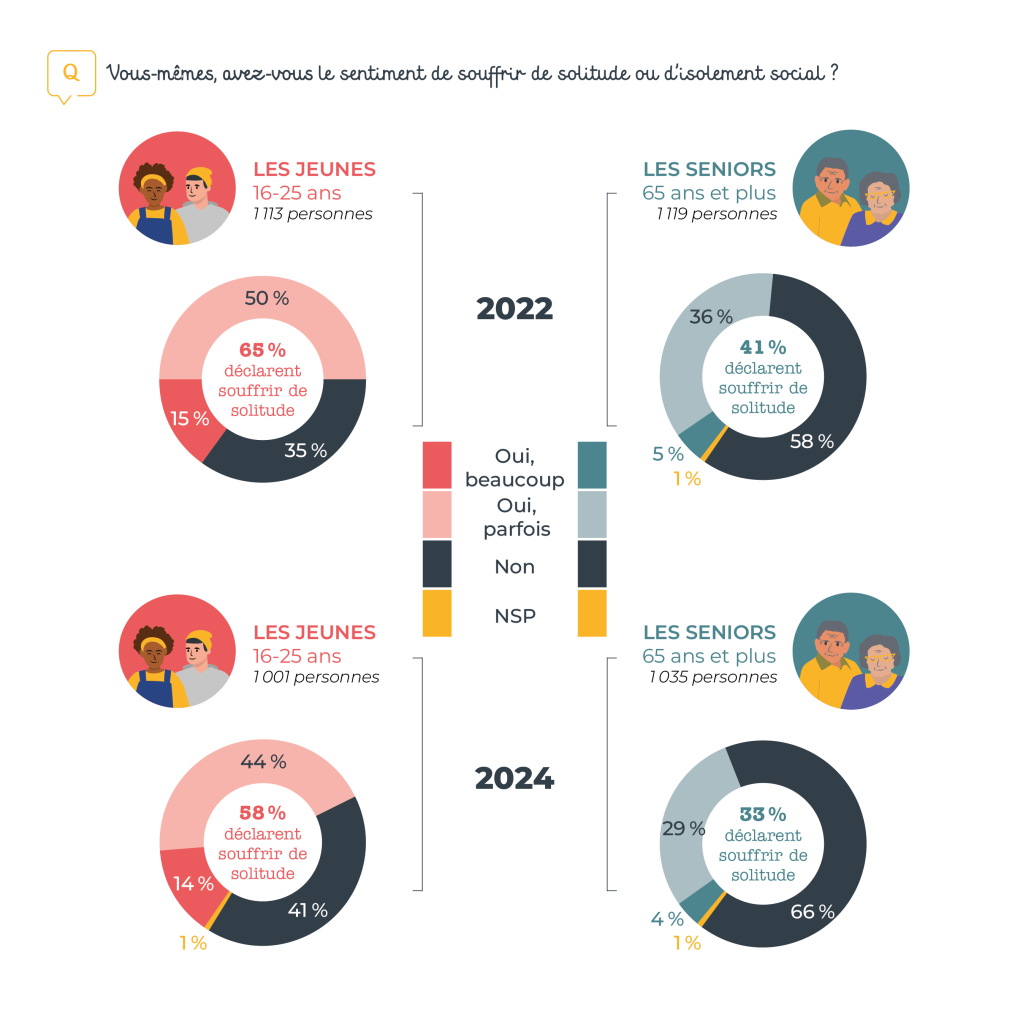 Q
Vous-mêmes, avez-vous le sentiment de souffrir de solitude ou d'isolement social ?
LES JEUNES
16-25 ans
1 113 personnes
LES SENIORS
65 ans et plus
1 119 personnes
2022
50 %
65 %
déclarent
souffrir de
solitude
15 %
35 %
36 %
41 %
déclarent
souffrir de
solitude
58 %
5 %
1 %
Oui,
beaucoup
Oui,
parfois
Non
NSP
LES JEUNES
16-25 ans
1 001 personnes
LES SENIORS
65 ans et plus
1 035 personnes
2024
44 %
58 %
déclarent
souffrir de
solitude
14 %
41 %
1 %
29 %
33 %
déclarent
souffrir de
solitude
66 %
4 %
1 %